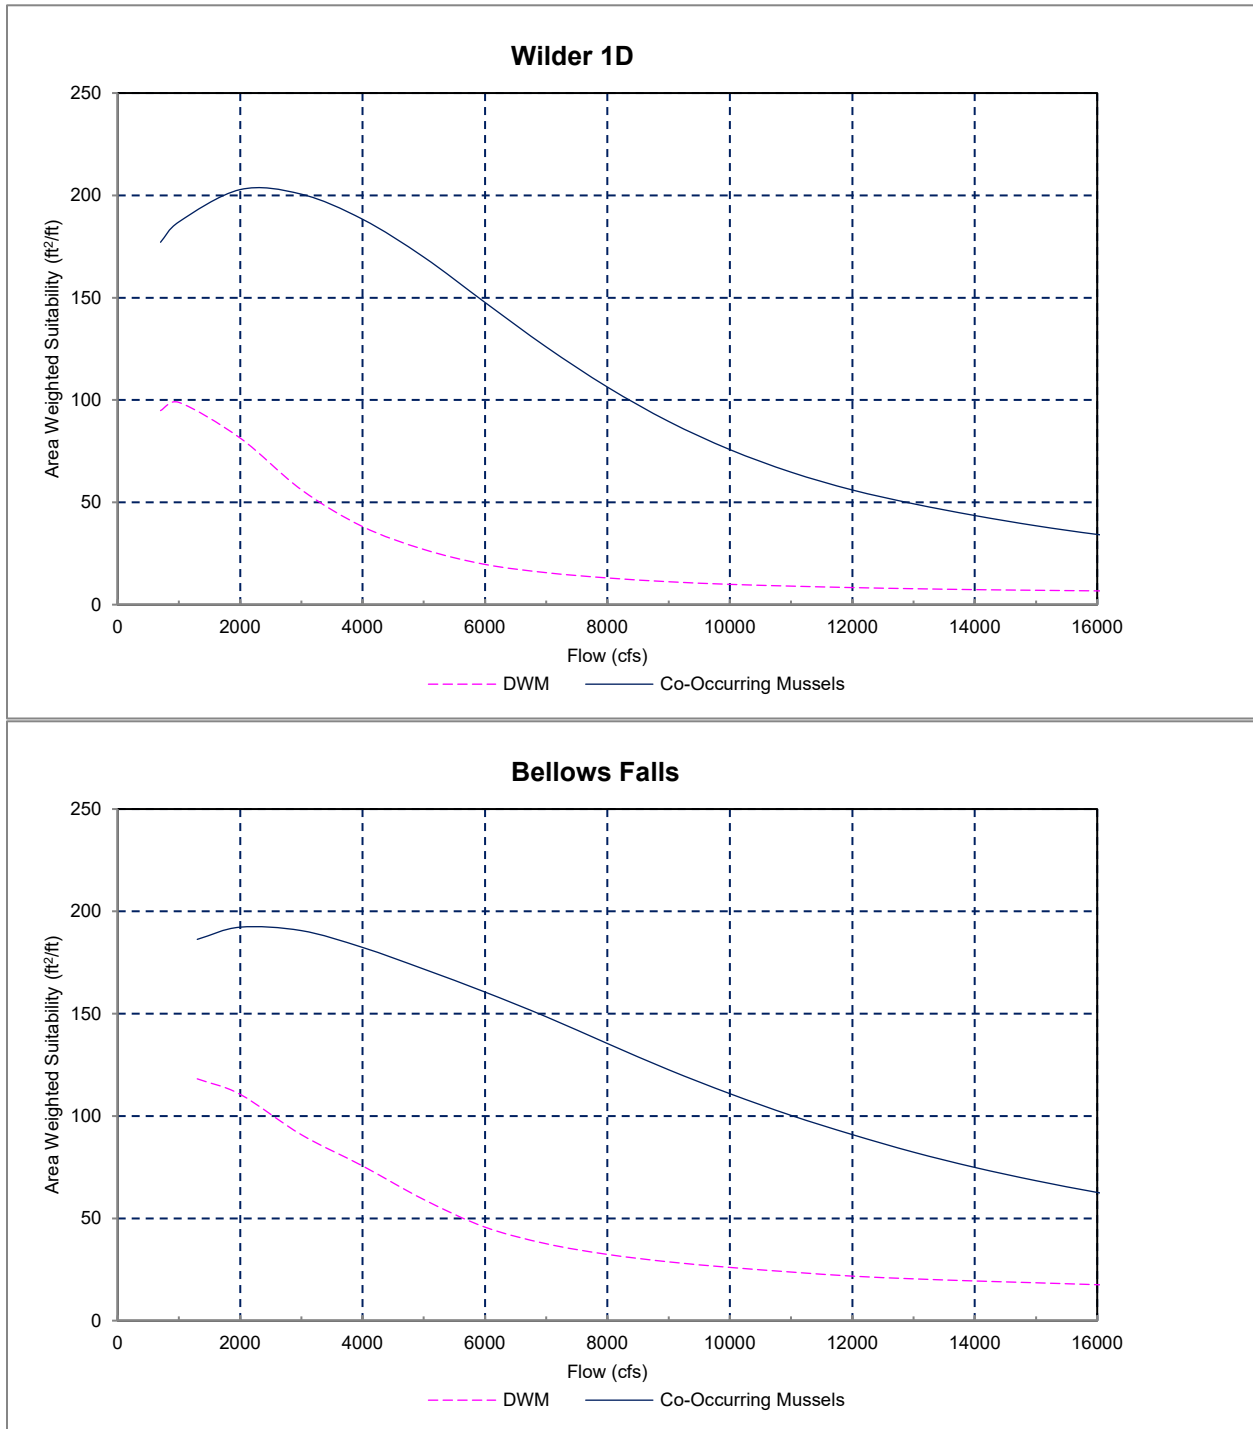 Wilder 1D
250
200
150
100
50
0
Area Weighted Suitability (ft²/ft)
0 2000 4000 6000 8000 10000 12000 14000 16000
Flow (cfs)
DWM Co-Occurring Mussels
Bellows Falls
250
200
150
100
50
0
Area Weighted Suitability (ft²/ft)
0 2000 4000 6000 8000 10000 12000 14000 16000
Flow (cfs)
DWM Co-Occurring Mussels